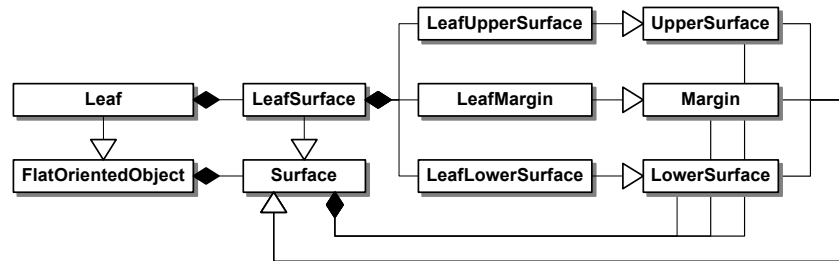 LeafUpperSurface
UpperSurface
Leaf
LeafSurface
LeafMargin
Margin
FlatOrientedObject
Surface
LeafLowerSurface
LowerSurface